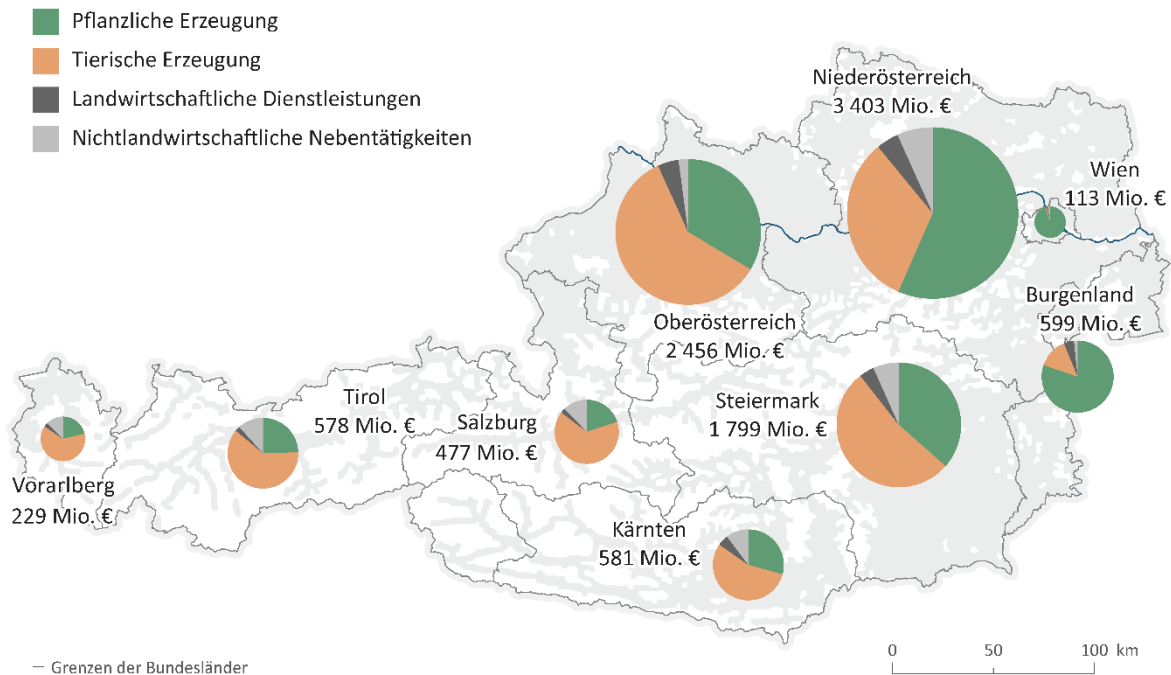 Pflanzliche Erzeugung
Tierische Erzeugung
Landwirtschaftliche Dienstleistungen
Nichtlandwirtschaftliche Nebentätigkeiten
Niederösterreich
3 403 Mio. €
Wien
113 Mio. €
Burgenland
599 Mio. €
Oberösterreich
2 456 Mio. €
Steiermark
1 799 Mio. €
Tirol
578 Mio. €
Salzburg
477 Mio. €
Vorarlberg
229 Mio. €
Kärnten
581 Mio. €
— Grenzen der Bundesländer
0 50 100 km